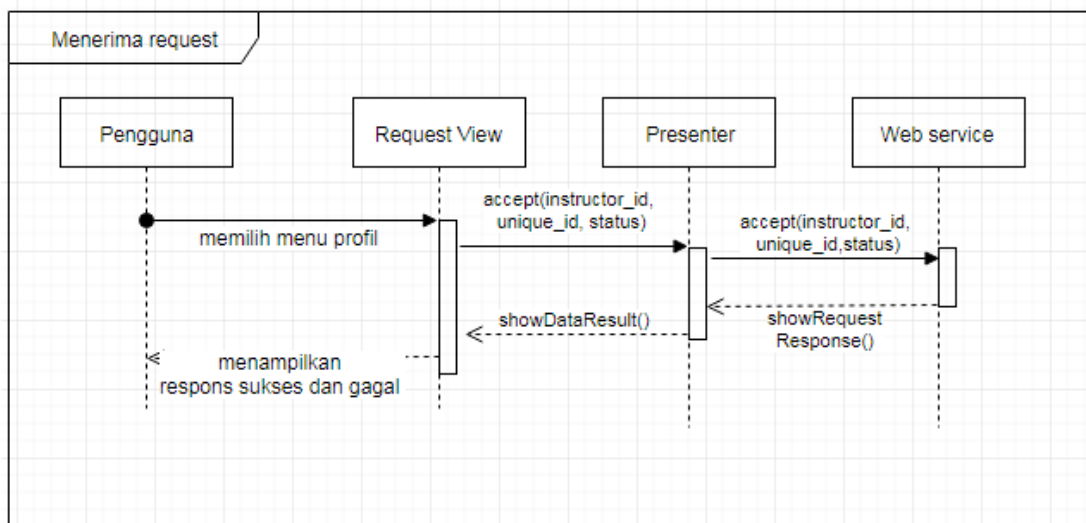 Menerima request
Pengguna
Request View
Presenter
Web service
accept(instructor_id,
unique_id, status)
accept(instructor_id,
unique_id,status)
memilih menu profil
showDataResult()
showRequest
Response()
menampilkan
respons sukses dan gagal